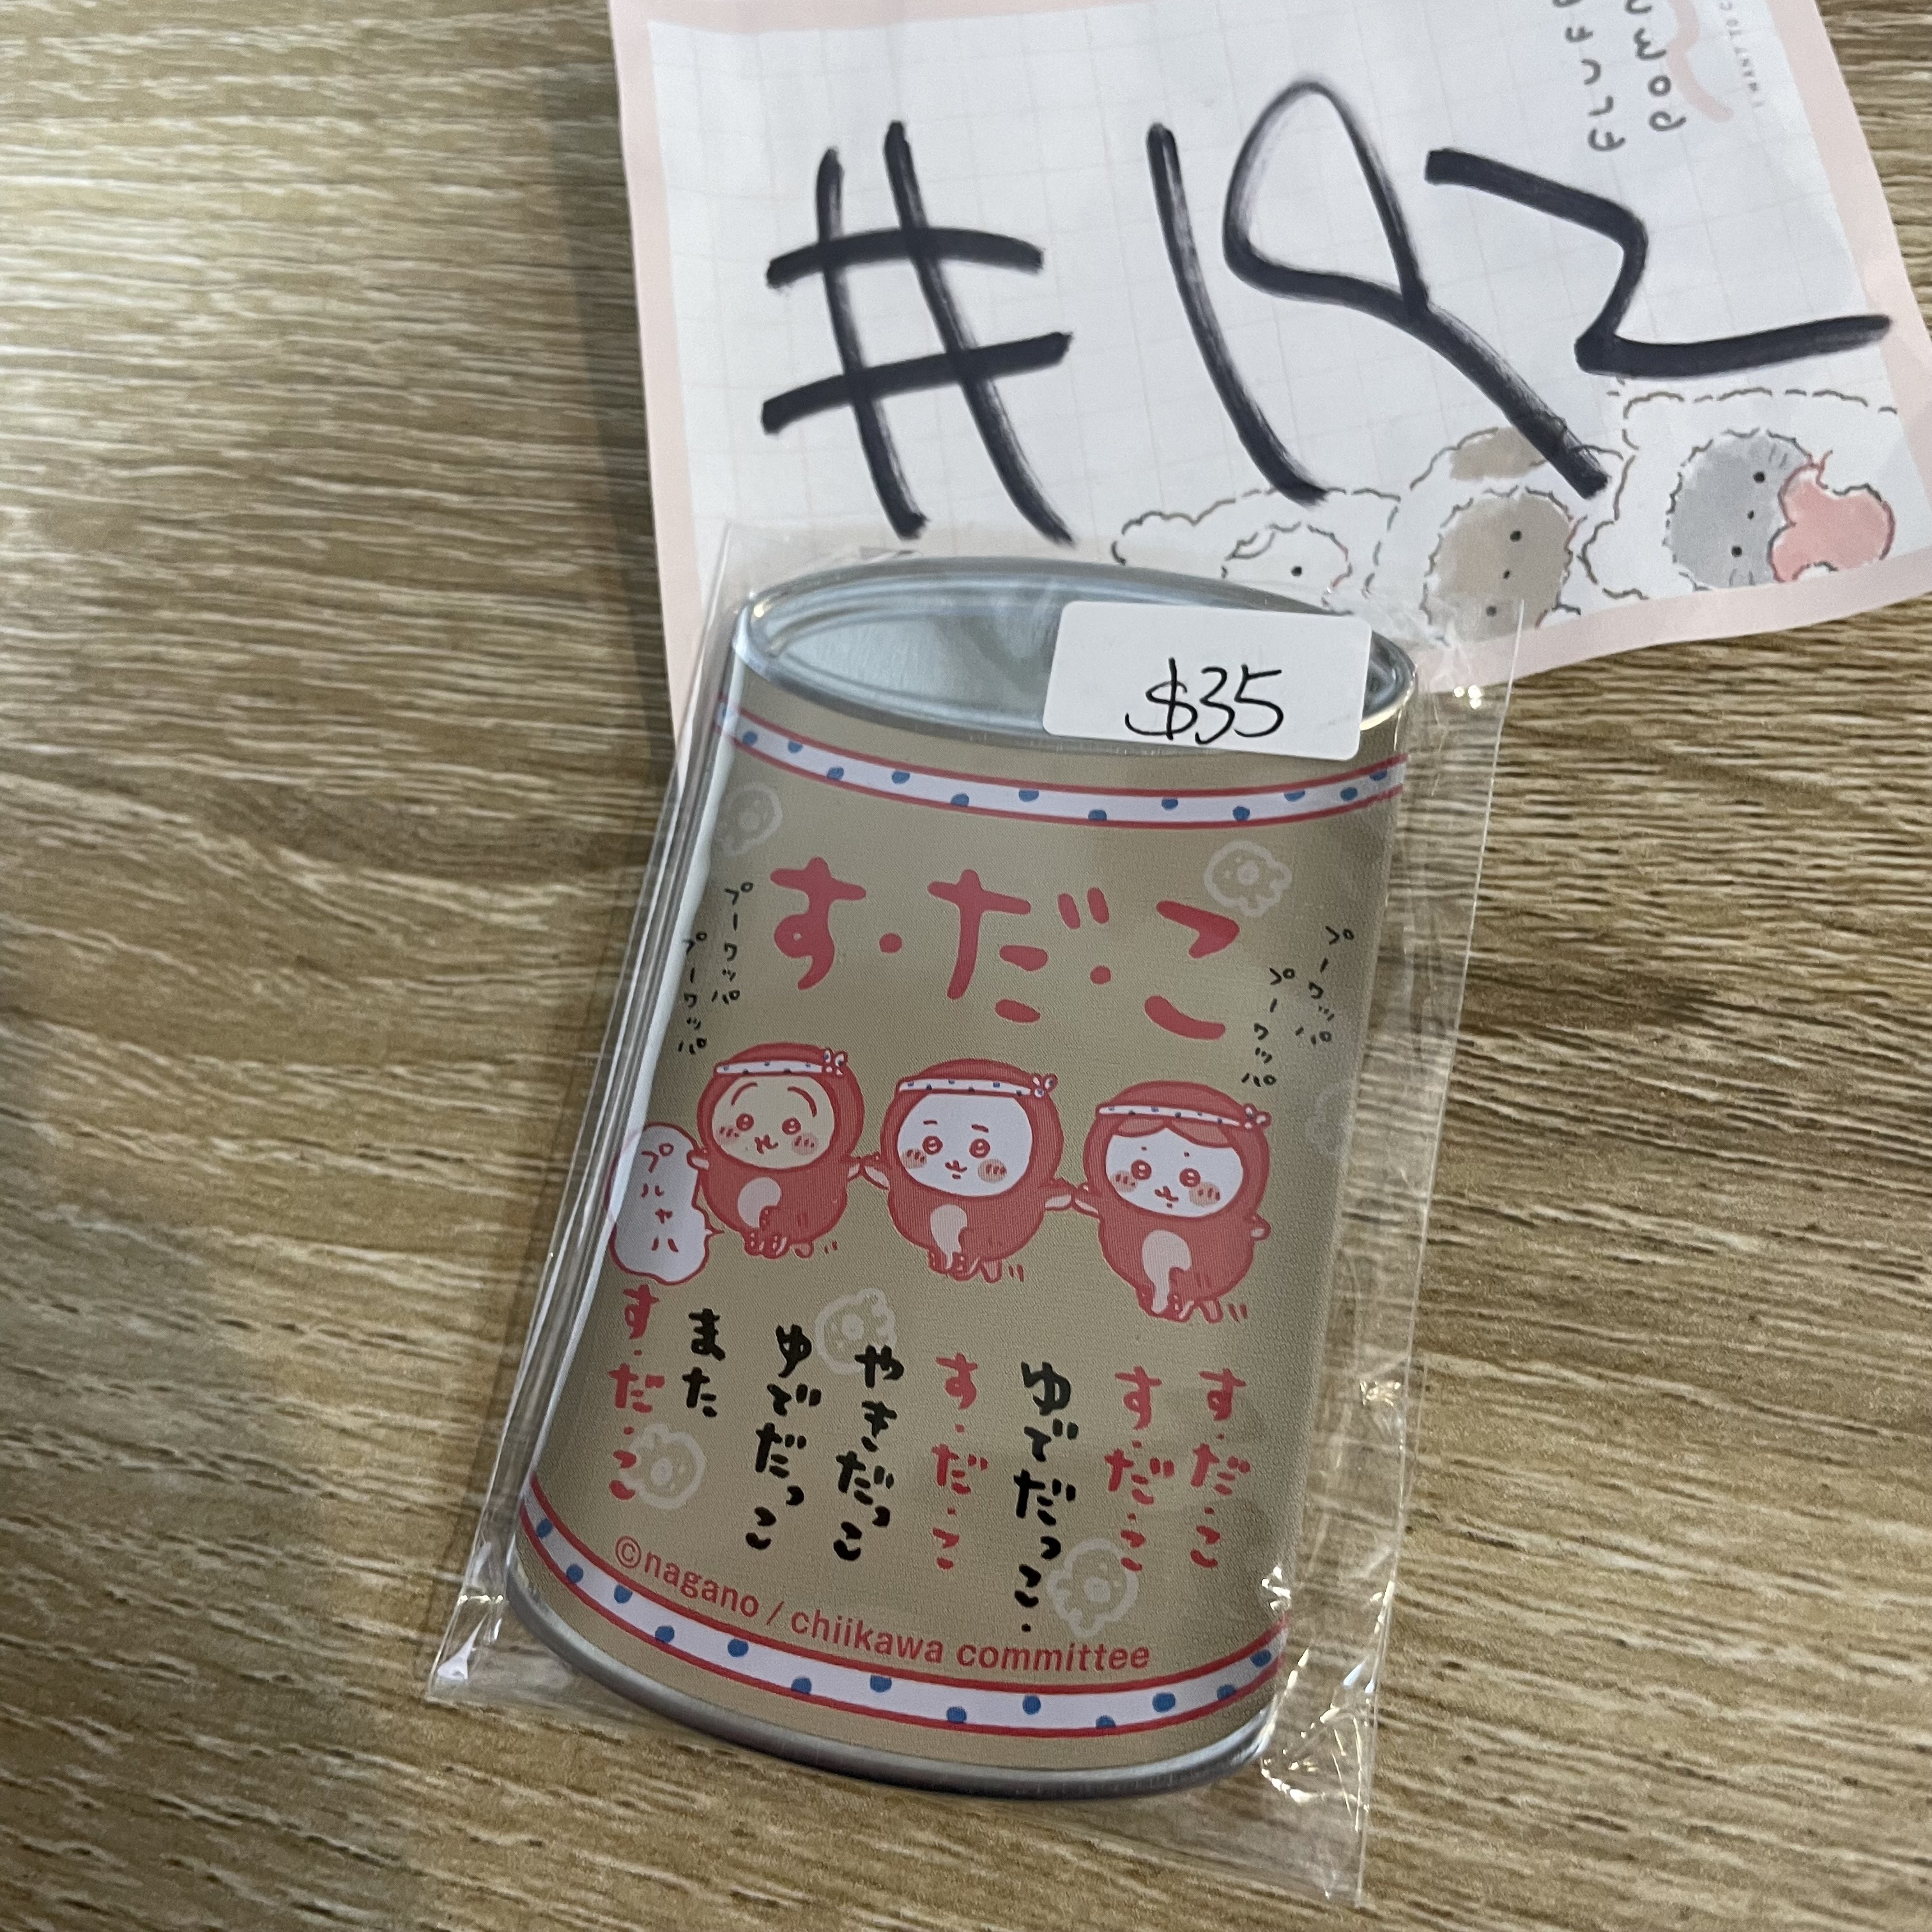 #192
$35
す・だ・こ
プーワッパ
プーワッパ
プーワッパ
プーワッパ
プルャハ
す・だ・こ
す・だ・こ
ゆでだっこ・
す・だ・こ
やきだっこ
ゆでだっこ
また
す・だ・こ
©nagano / chiikawa committee